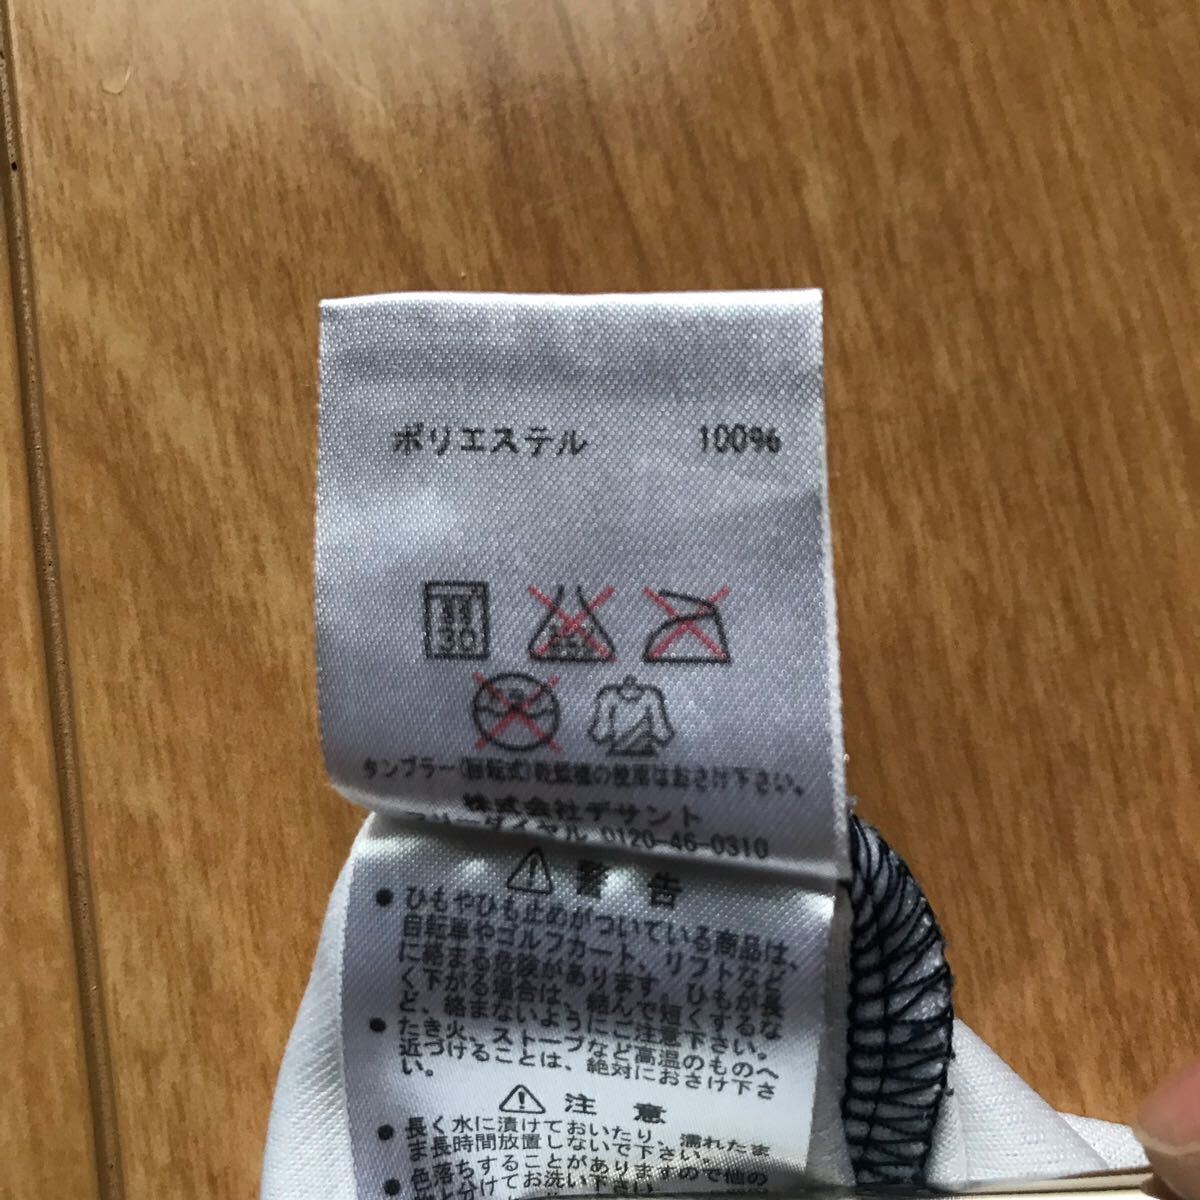 ポリエステル 100%
30
タンブラー(回転式)乾燥機の使用はおさけ下さい。
株式会社デサント
フリーダイヤル 0120-46-0310
警告
●ひもやひも止めがついている商品は、
自転車やゴルフカート、リフトなど
に絡まる危険があります。ひもが長
く下がる場合は、結んで短くするな
ど、絡まないようにご注意下さい。
●たき火、ストーブなど高温のものへ
近づけることは、絶対におさけ下さ
い。
注意
●長く水に漬けておいたり、濡れたま
ま長時間放置しないで下さい。
●色落ちすることがありますので他の
けてお洗い下さい